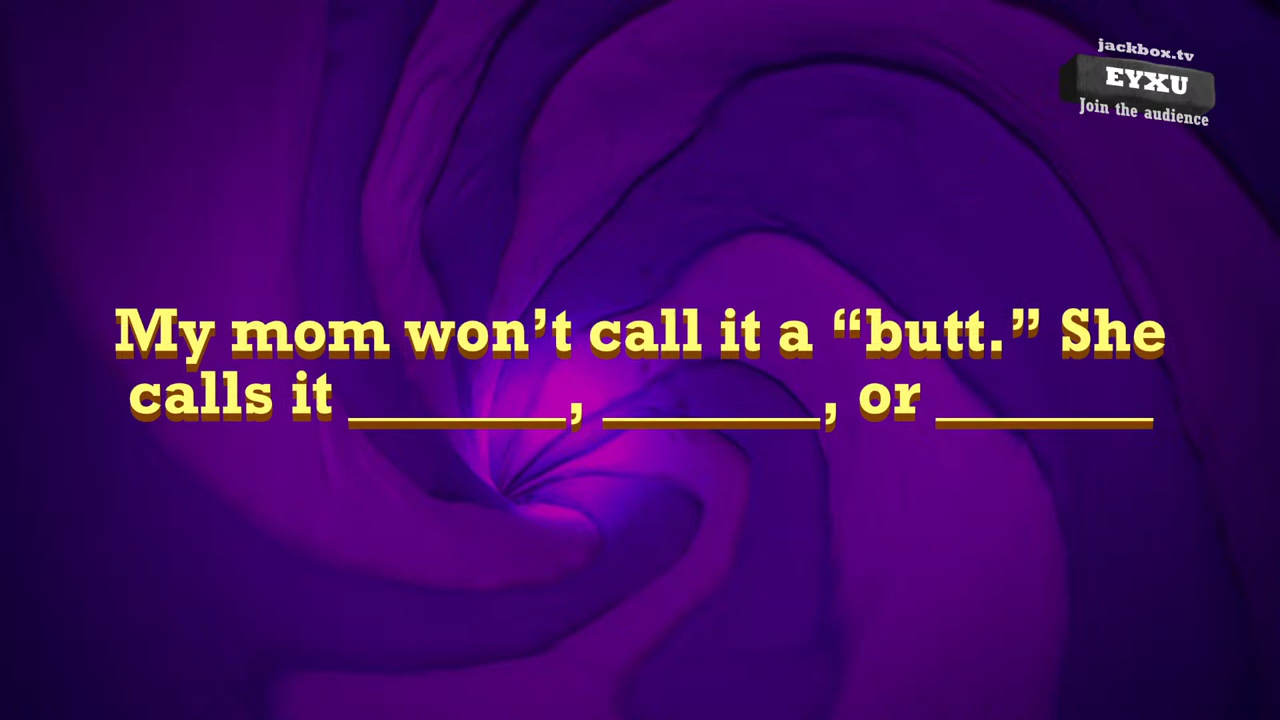 jackbox.tv
EYXU
Join the audience
My mom won’t call it a “butt.” She
calls it ________, ________, or ________